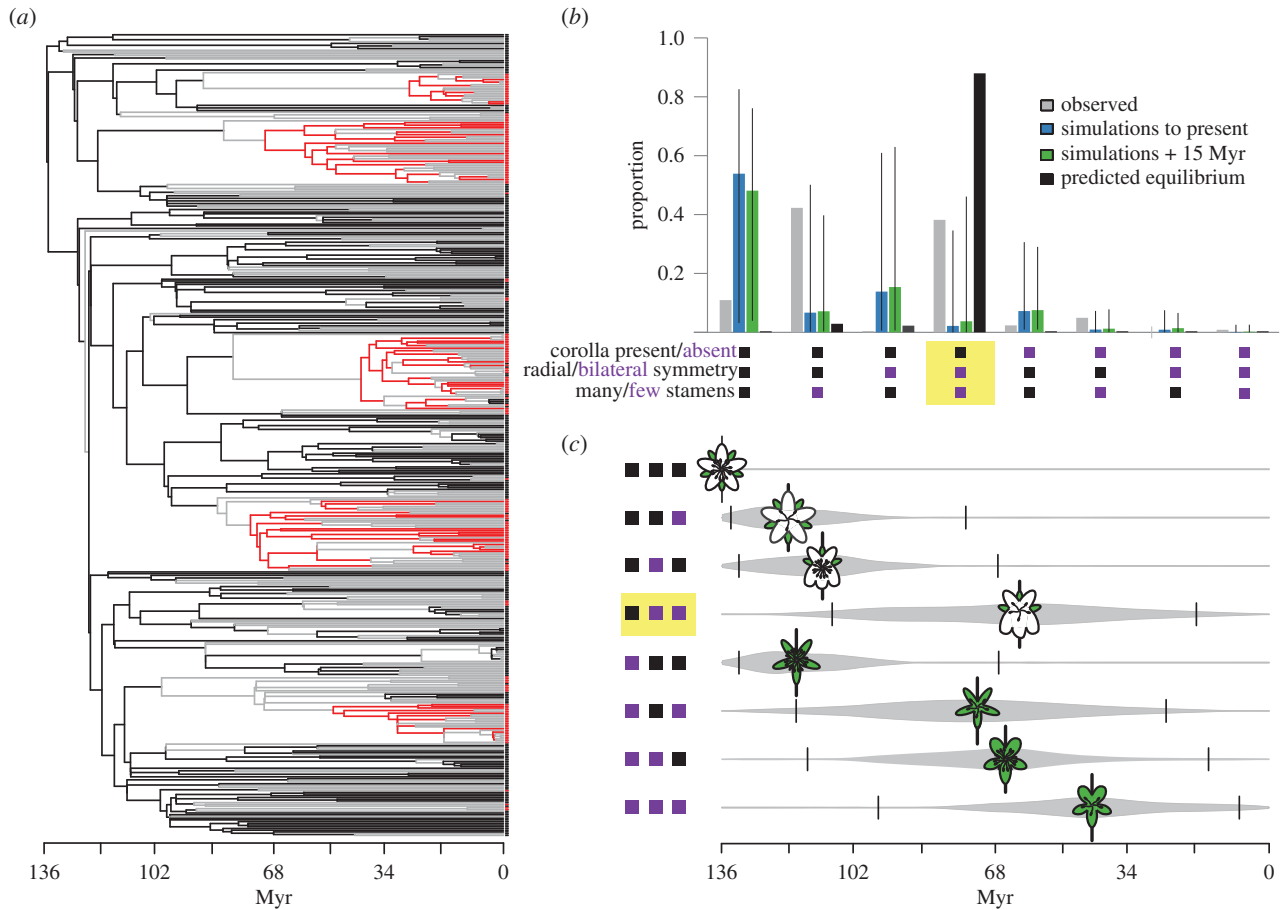 (a)
136
102
68
34
0
Myr
(b)
1.0
0.8
0.6
0.4
0.2
proportion
observed
simulations to present
simulations + 15 Myr
predicted equilibrium
corolla present/absent
radial/bilateral symmetry
many/few stamens
(c)
136
102
68
34
0
Myr